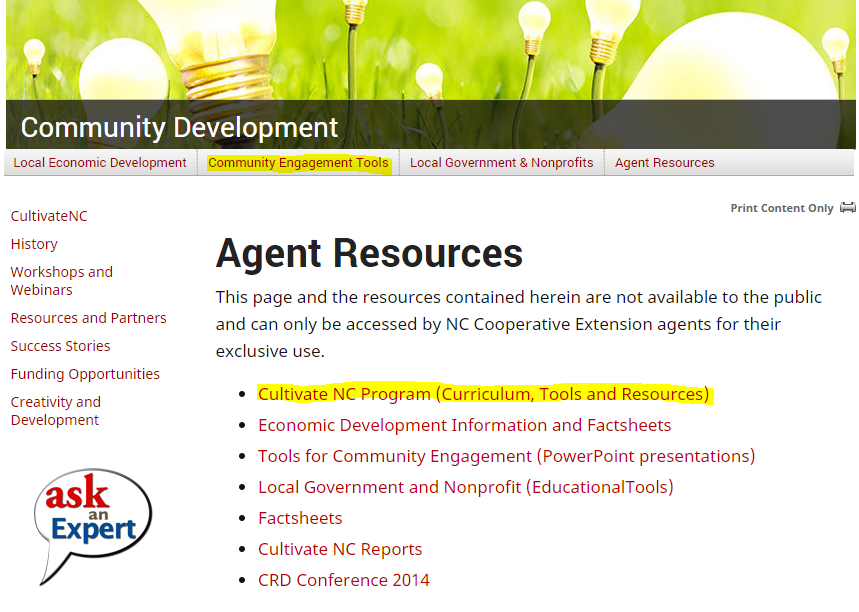 Community Development
Local Economic Development
Community Engagement Tools
Local Government & Nonprofits
Agent Resources
Print Content Only
CultivateNC
History
Workshops and
Webinars
Resources and Partners
Success Stories
Funding Opportunities
Creativity and
Development
ask
an
Expert
Agent Resources
This page and the resources contained herein are not available to the public
and can only be accessed by NC Cooperative Extension agents for their
exclusive use.
Cultivate NC Program (Curriculum, Tools and Resources)
Economic Development Information and Factsheets
Tools for Community Engagement (PowerPoint presentations)
Local Government and Nonprofit (EducationalTools)
Factsheets
Cultivate NC Reports
CRD Conference 2014